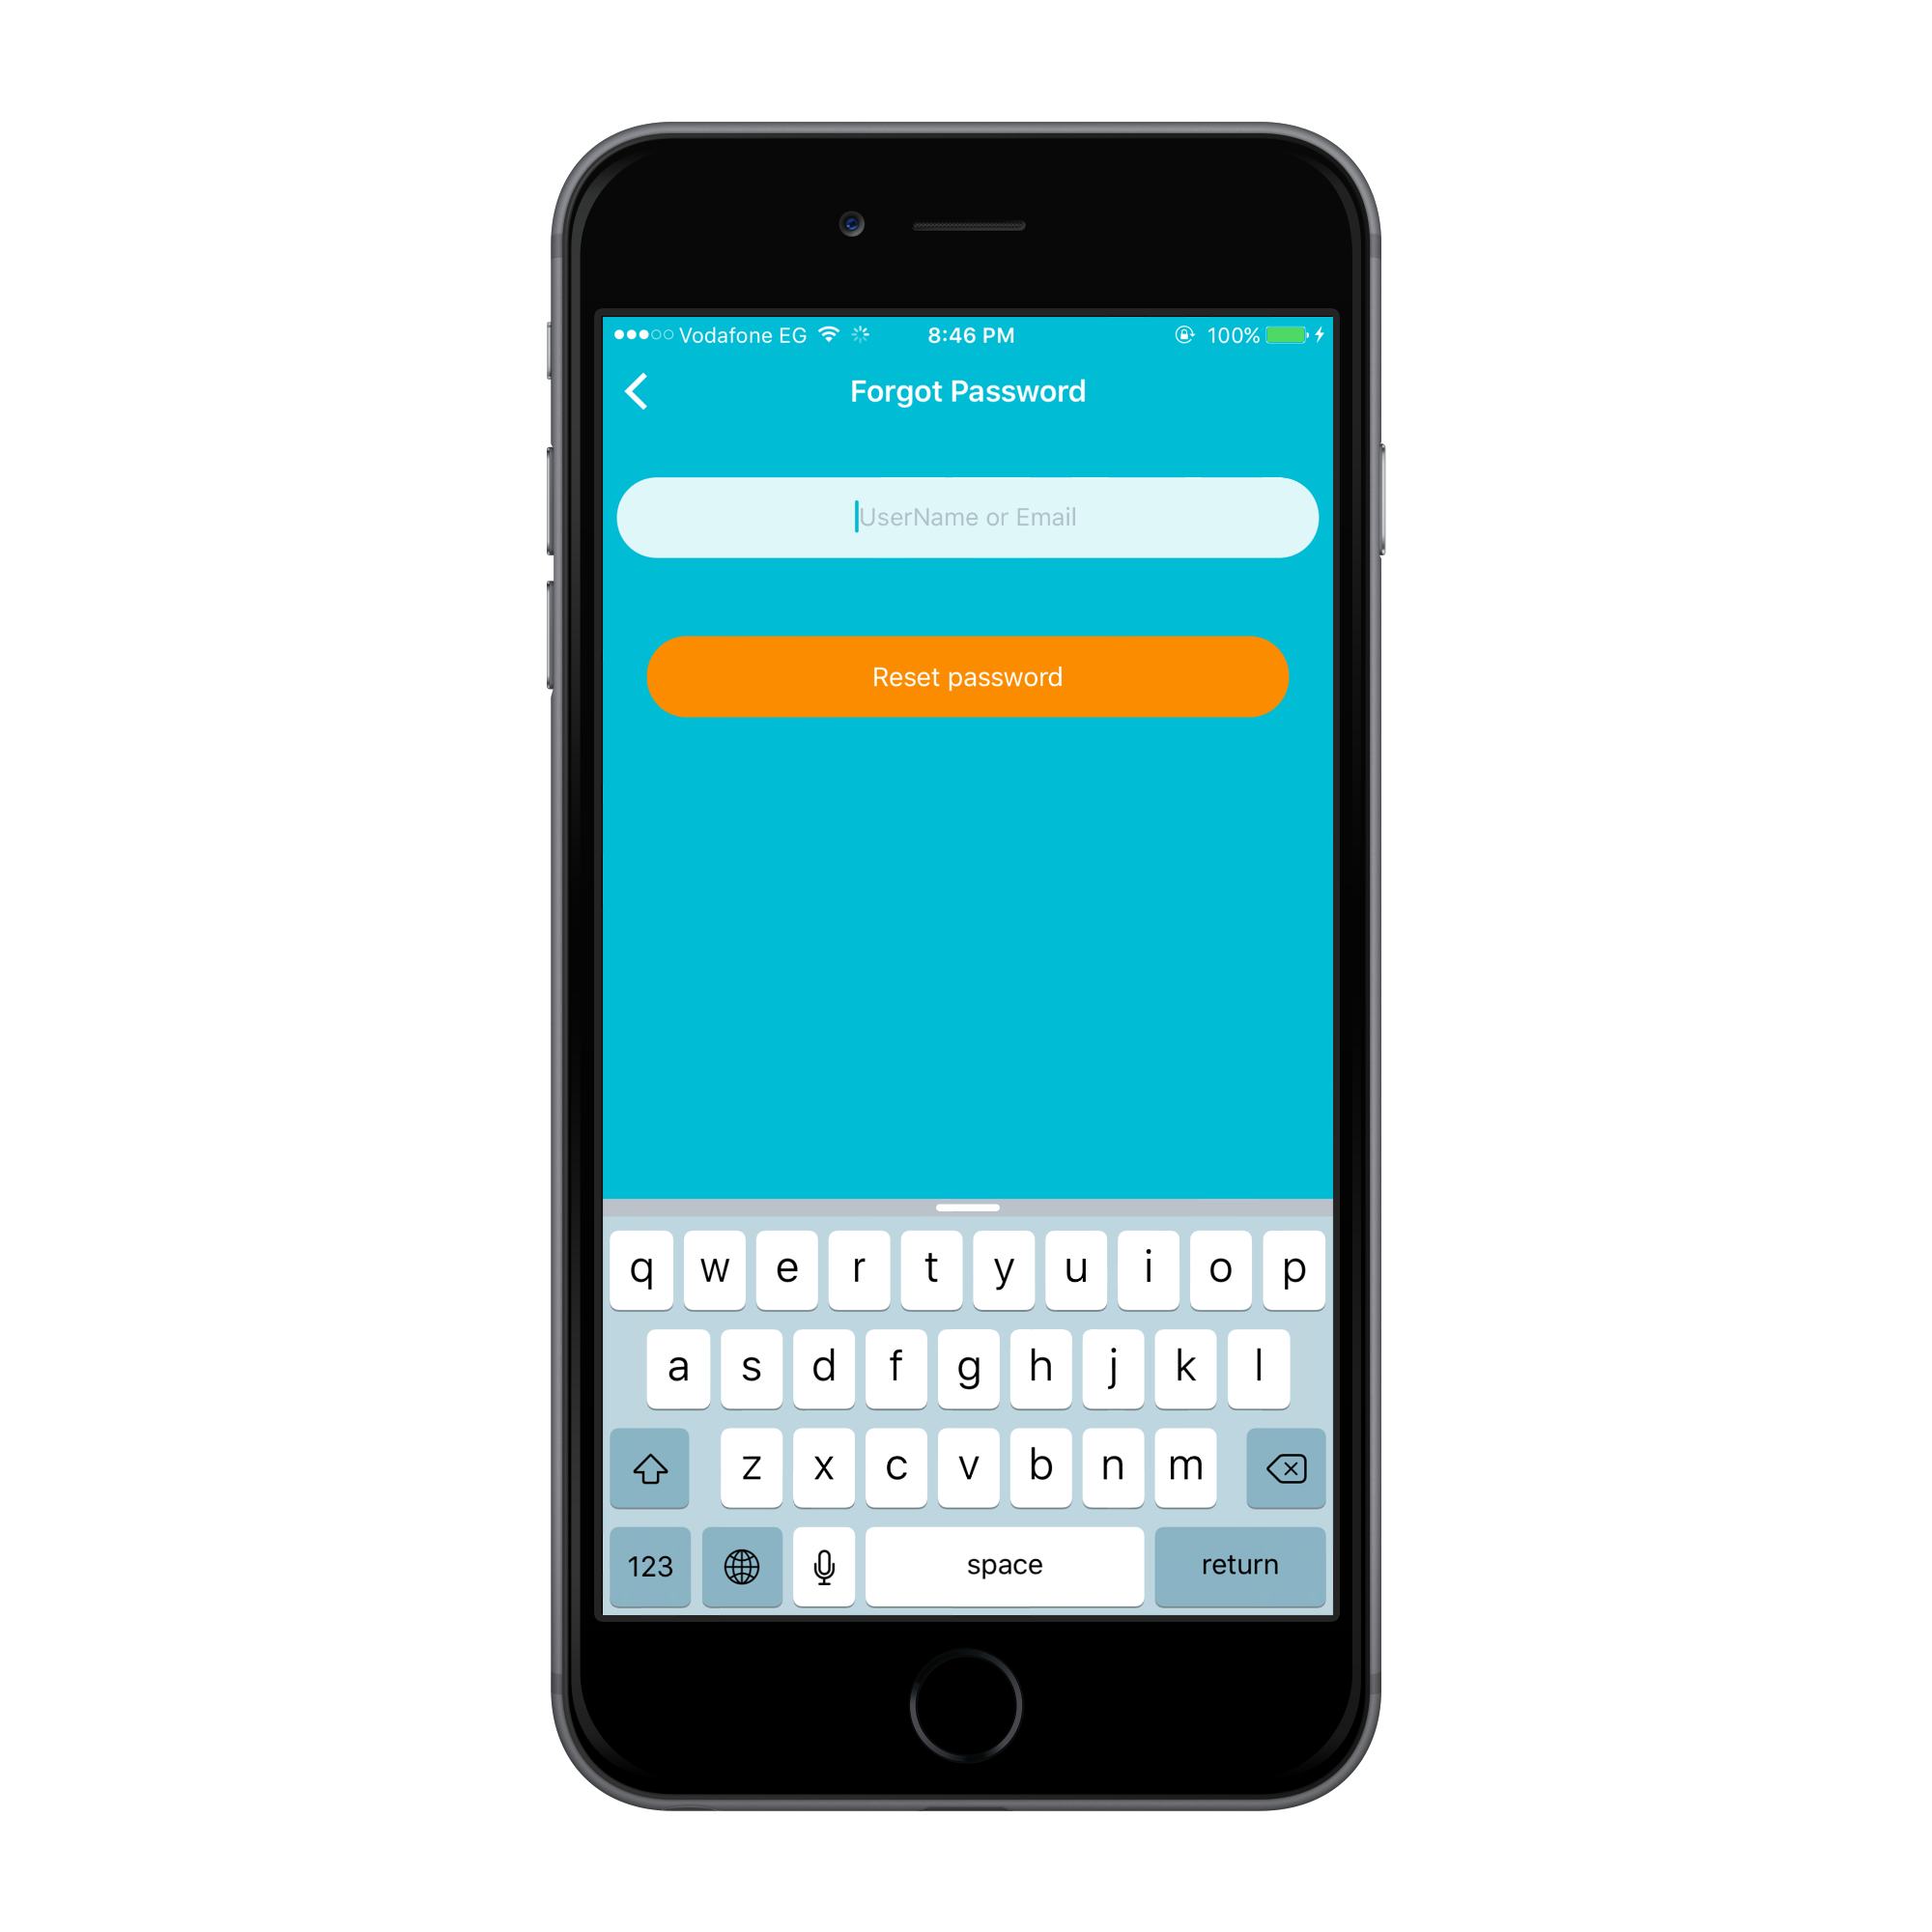 Vodafone EG 8:46 PM 100%
Forgot Password
UserName or Email
Reset password
q w e r t y u i o p
a s d f g h j k l
z x c v b n m
123 space return